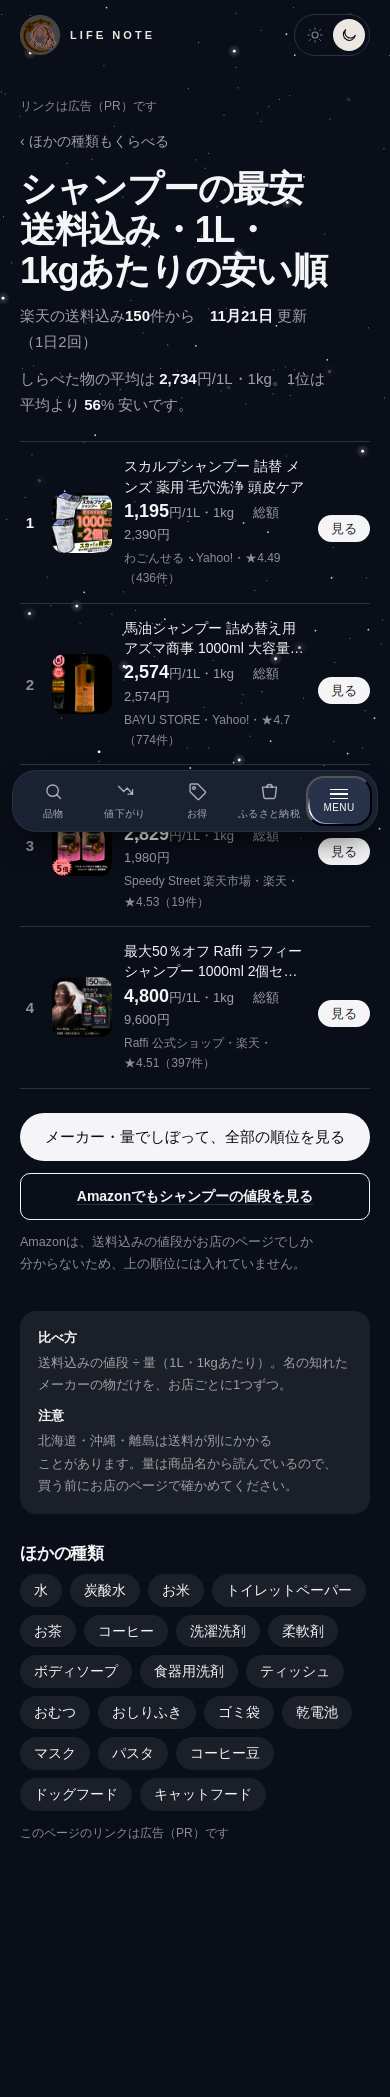 LIFE NOTE
リンクは広告（PR）です
‹ ほかの種類もくらべる
シャンプーの最安
送料込み・1L・
1kgあたりの安い順
楽天の送料込み150件から　11月21日 更新
（1日2回）
しらべた物の平均は 2,734円/1L・1kg。1位は
平均より 56% 安いです。
1
スカルプシャンプー 詰替 メ
ンズ 薬用 毛穴洗浄 頭皮ケア
1,195円/1L・1kg　総額
2,390円
わごんせる・Yahoo!・★4.49
（436件）
見る
2
馬油シャンプー 詰め替え用
アズマ商事 1000ml 大容量…
2,574円/1L・1kg　総額
2,574円
BAYU STORE・Yahoo!・★4.7
（774件）
見る
品物
値下がり
お得
ふるさと納税
MENU
3
2,829円/1L・1kg　総額
1,980円
Speedy Street 楽天市場・楽天・
★4.53（19件）
見る
4
最大50％オフ Raffi ラフィー
シャンプー 1000ml 2個セ…
4,800円/1L・1kg　総額
9,600円
Raffi 公式ショップ・楽天・
★4.51（397件）
見る
メーカー・量でしぼって、全部の順位を見る
Amazonでもシャンプーの値段を見る
Amazonは、送料込みの値段がお店のページでしか
分からないため、上の順位には入れていません。
比べ方
送料込みの値段 ÷ 量（1L・1kgあたり）。名の知れた
メーカーの物だけを、お店ごとに1つずつ。
注意
北海道・沖縄・離島は送料が別にかかる
ことがあります。量は商品名から読んでいるので、
買う前にお店のページで確かめてください。
ほかの種類
水
炭酸水
お米
トイレットペーパー
お茶
コーヒー
洗濯洗剤
柔軟剤
ボディソープ
食器用洗剤
ティッシュ
おむつ
おしりふき
ゴミ袋
乾電池
マスク
パスタ
コーヒー豆
ドッグフード
キャットフード
このページのリンクは広告（PR）です